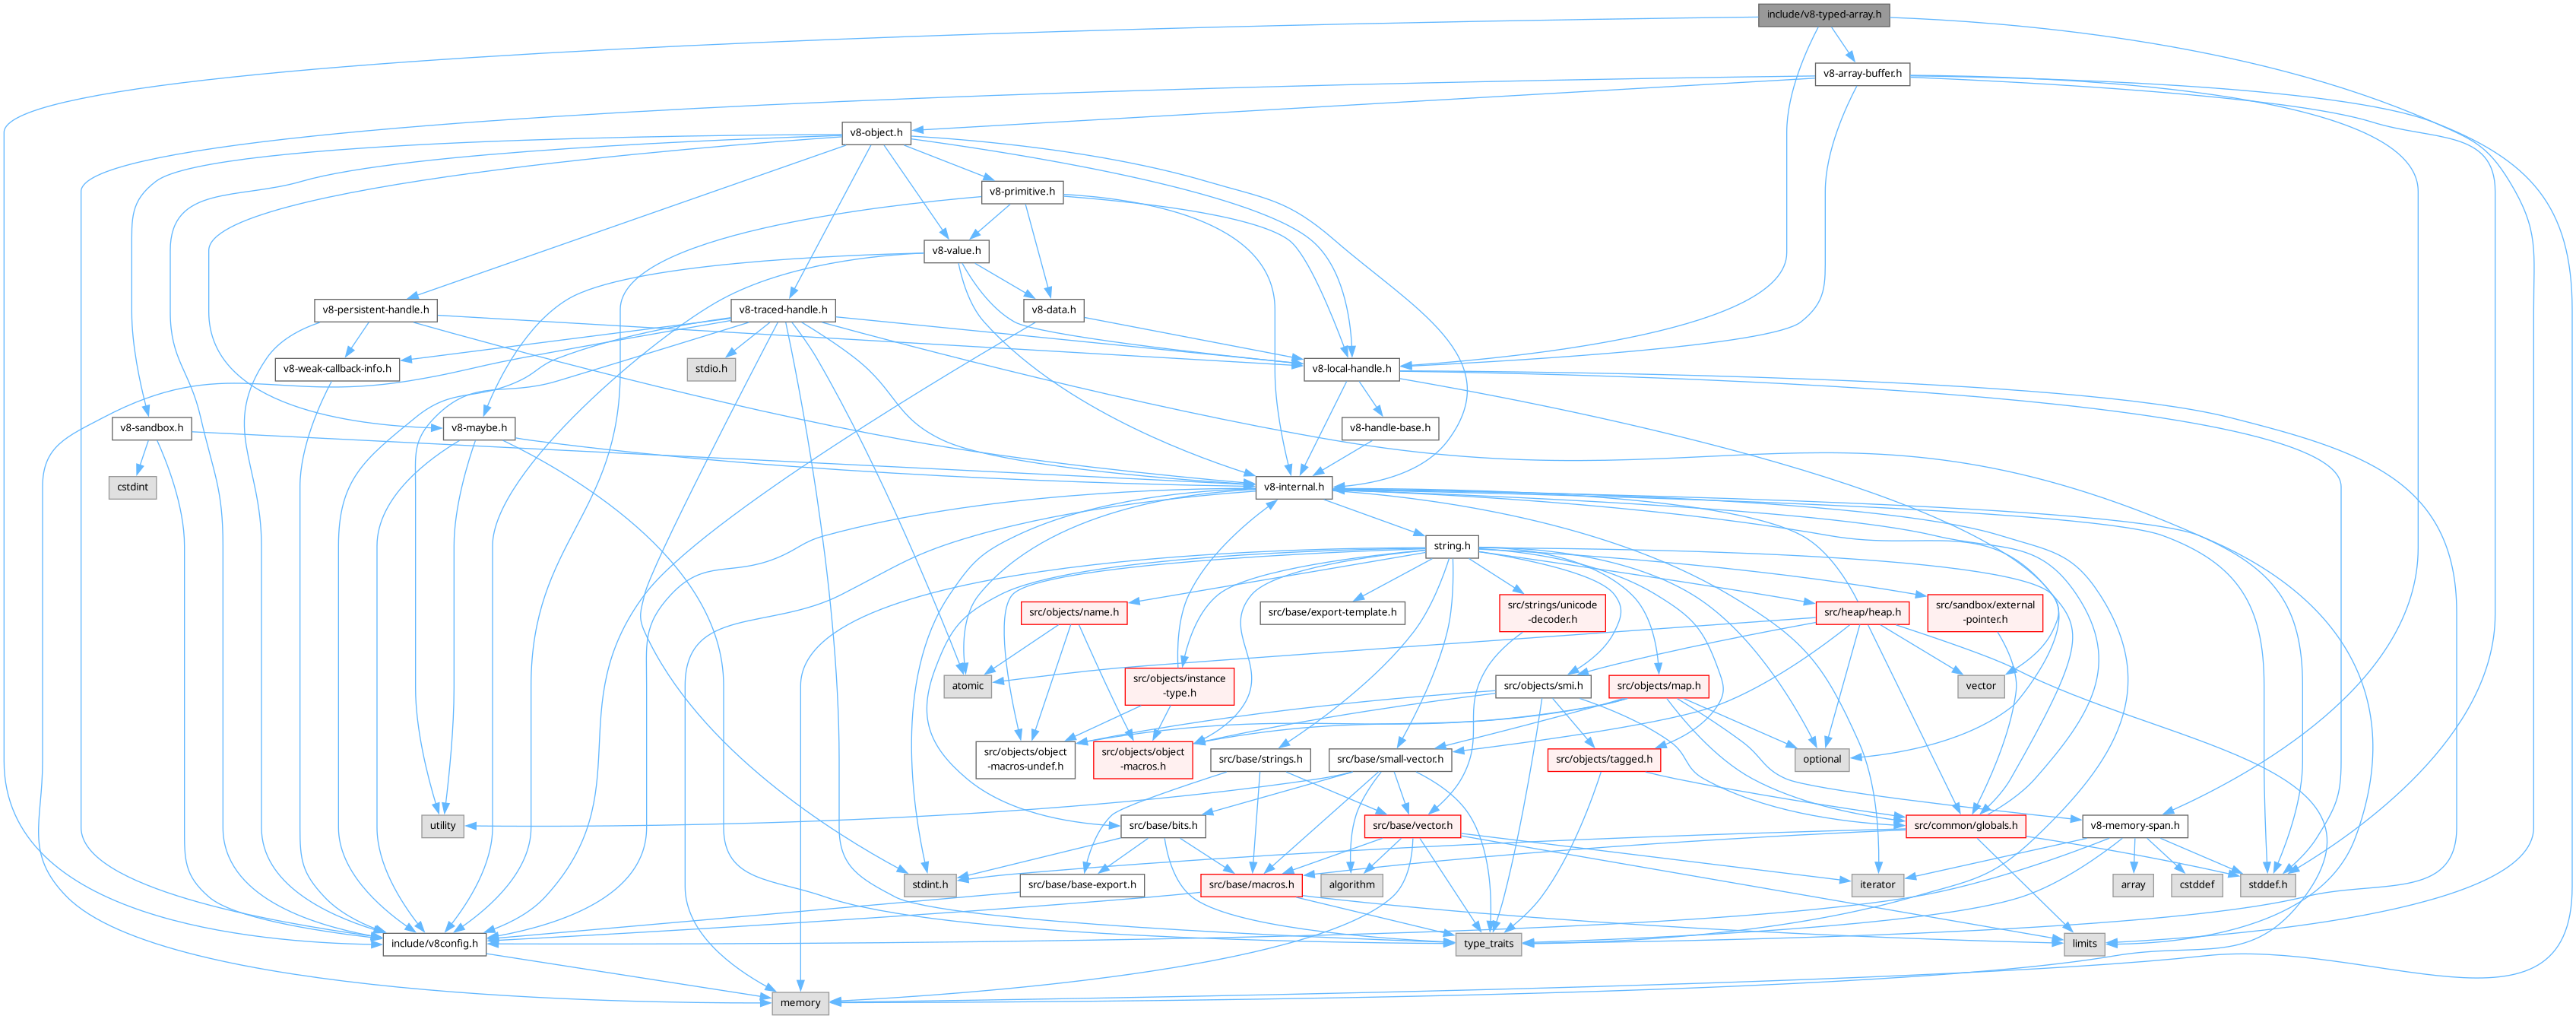 include/v8-typed-array.h
v8-array-buffer.h
v8-object.h
v8-primitive.h
v8-value.h
v8-persistent-handle.h
v8-traced-handle.h
v8-data.h
v8-weak-callback-info.h
stdio.h
v8-local-handle.h
v8-sandbox.h
v8-maybe.h
v8-handle-base.h
cstdint
v8-internal.h
string.h
src/objects/name.h
src/base/export-template.h
src/strings/unicode
-decoder.h
src/heap/heap.h
src/sandbox/external
-pointer.h
atomic
src/objects/instance
-type.h
src/objects/smi.h
src/objects/map.h
vector
src/objects/object
-macros-undef.h
src/objects/object
-macros.h
src/base/strings.h
src/base/small-vector.h
src/objects/tagged.h
optional
utility
src/base/bits.h
src/base/vector.h
src/common/globals.h
v8-memory-span.h
stdint.h
src/base/base-export.h
src/base/macros.h
algorithm
iterator
array
cstddef
stddef.h
include/v8config.h
type_traits
limits
memory